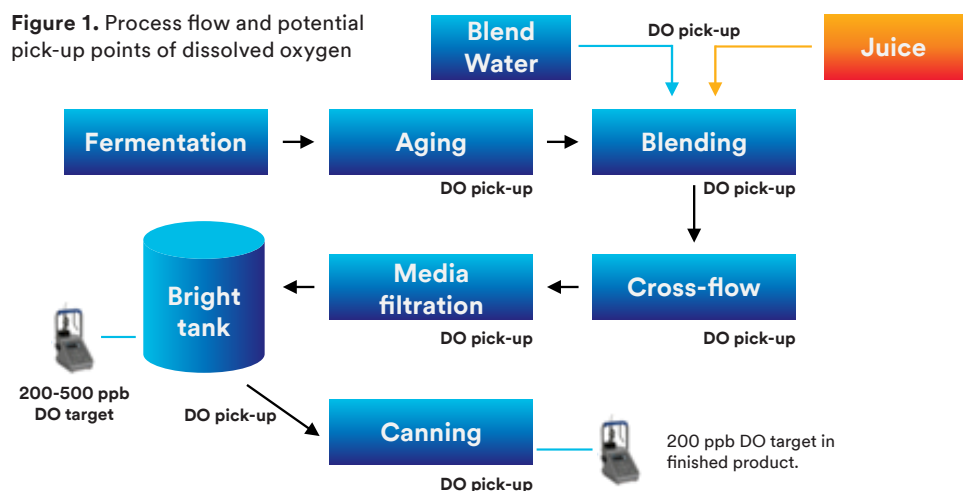 Figure 1. Process flow and potential
pick-up points of dissolved oxygen
Blend
Water
DO pick-up
Juice
Fermentation
Aging
Blending
DO pick-up
DO pick-up
Bright
tank
Media
filtration
Cross-flow
DO pick-up
DO pick-up
200-500 ppb
DO target
DO pick-up
Canning
200 ppb DO target in
finished product.
DO pick-up